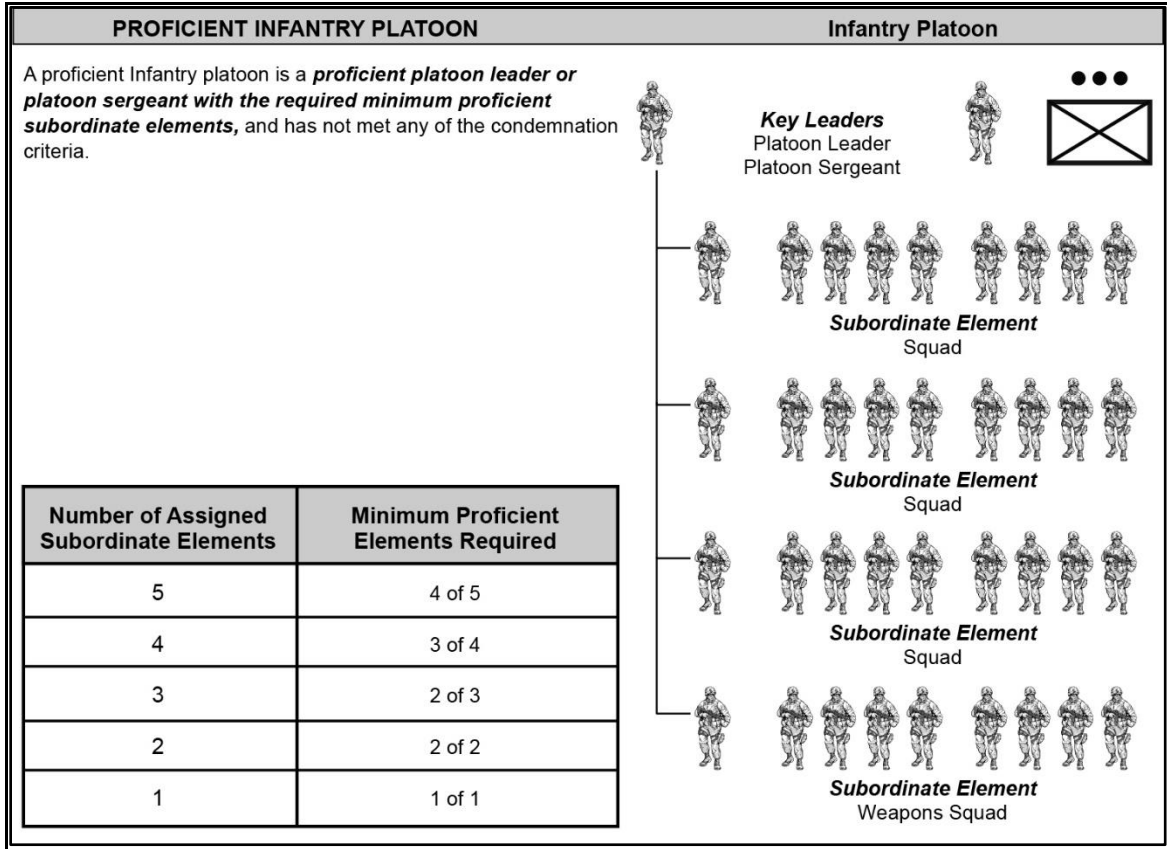 PROFICIENT INFANTRY PLATOON
Infantry Platoon
A proficient Infantry platoon is a proficient platoon leader or
platoon sergeant with the required minimum proficient
subordinate elements, and has not met any of the condemnation
criteria.
Key Leaders
Platoon Leader
Platoon Sergeant
Subordinate Element
Squad
Subordinate Element
Squad
Subordinate Element
Squad
Subordinate Element
Weapons Squad
Number of Assigned
Subordinate Elements
Minimum Proficient
Elements Required
5
4 of 5
4
3 of 4
3
2 of 3
2
2 of 2
1
1 of 1